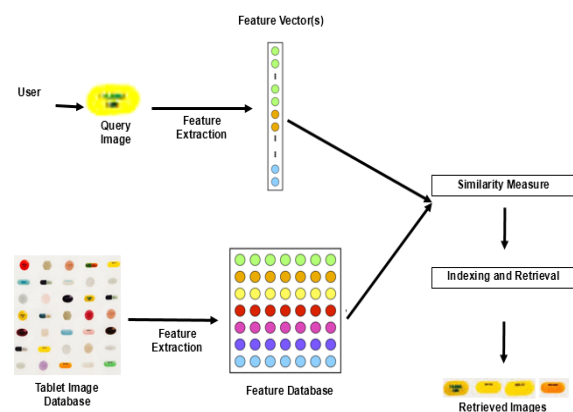 Feature Vector(s)
User
Query
Image
Feature
Extraction
Similarity Measure
Indexing and Retrieval
Feature
Extraction
Tablet Image
Database
Feature Database
Retrieved Images